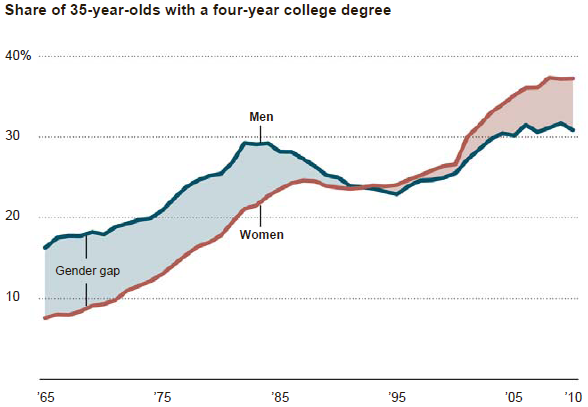 Share of 35-year-olds with a four-year college degree
40%
Men
30
20
Women
Gender gap
10
'65 '75 '85 '95 '05 '10